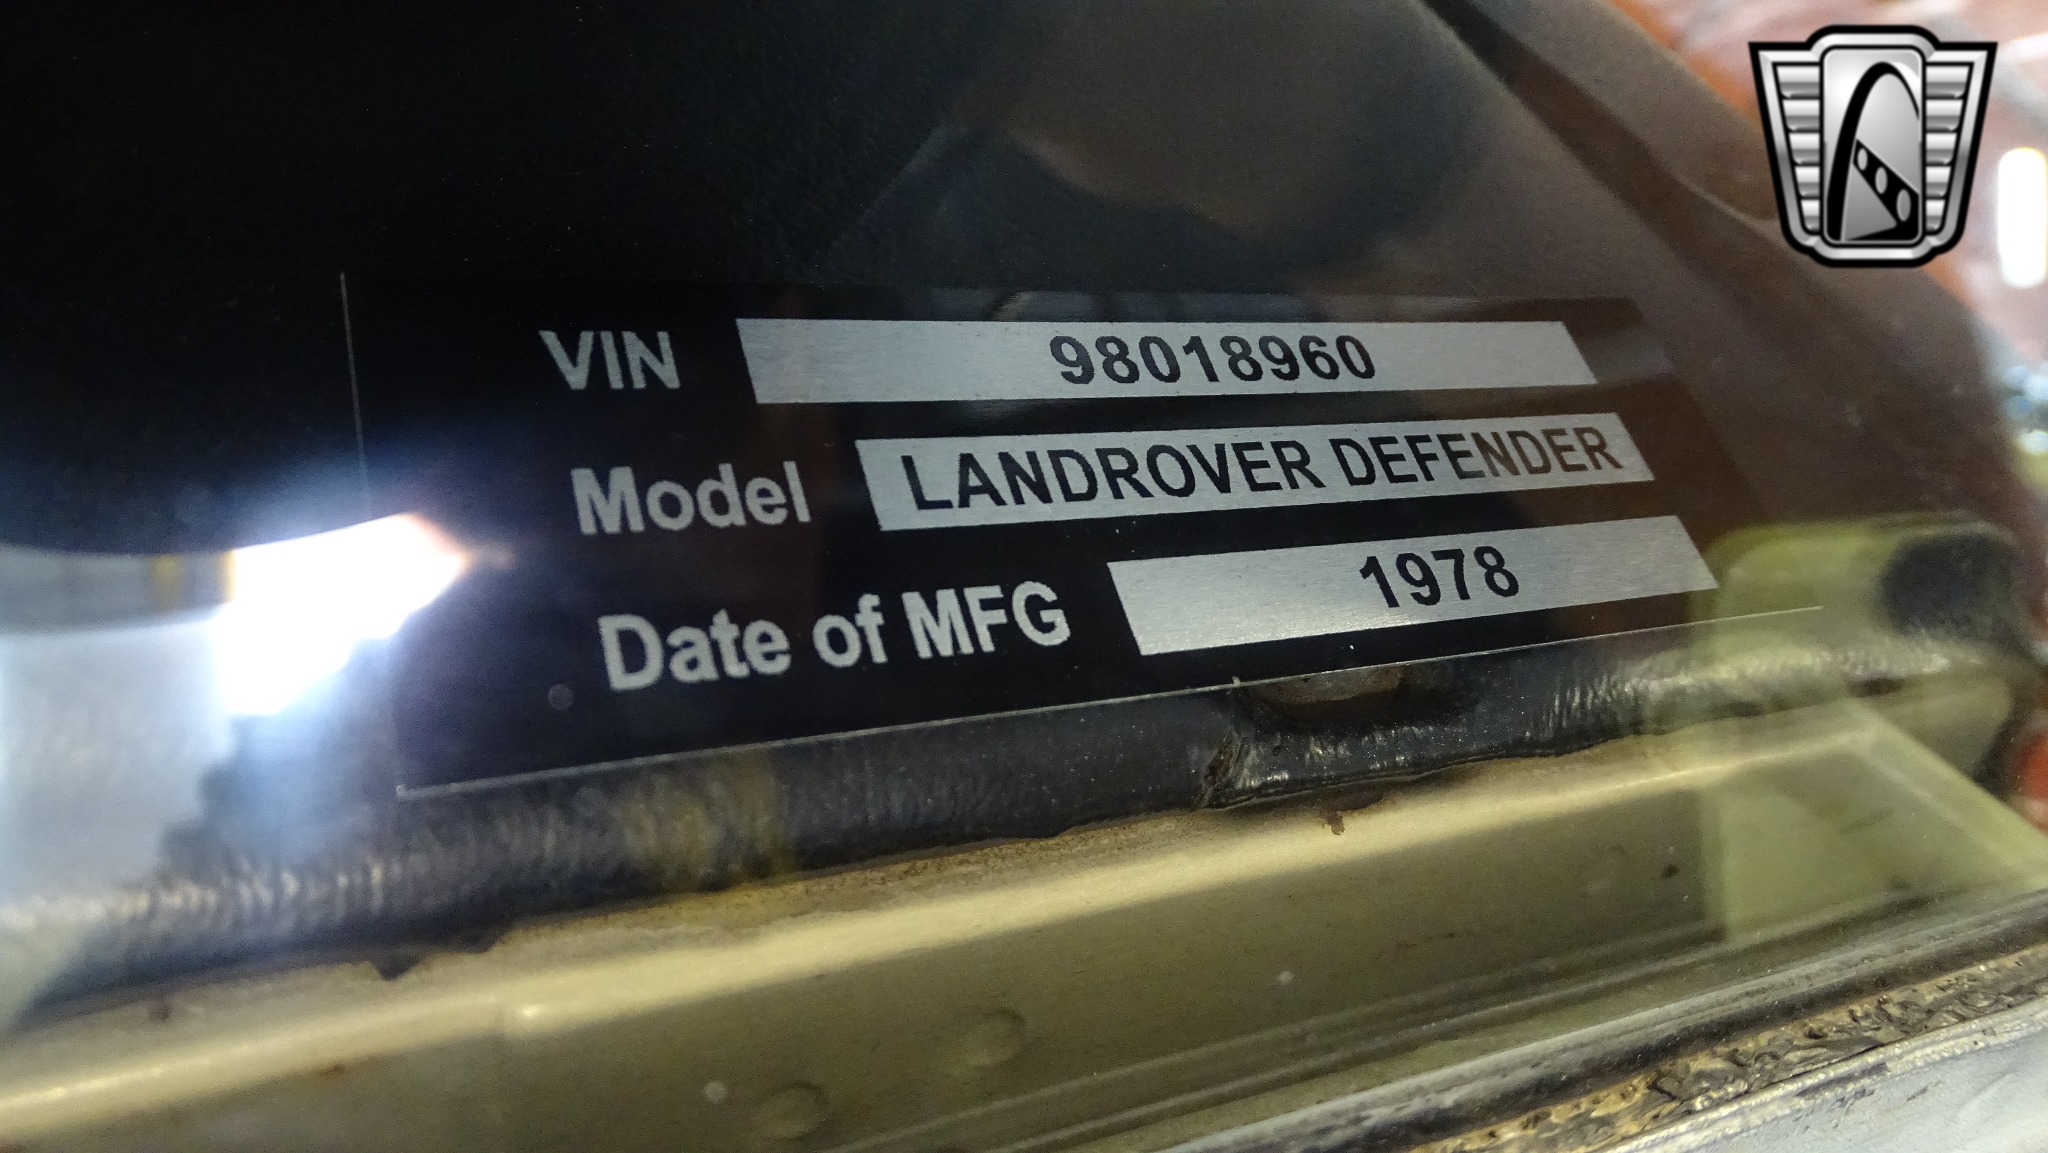 VIN 98018960
Model LANDROVER DEFENDER
Date of MFG 1978